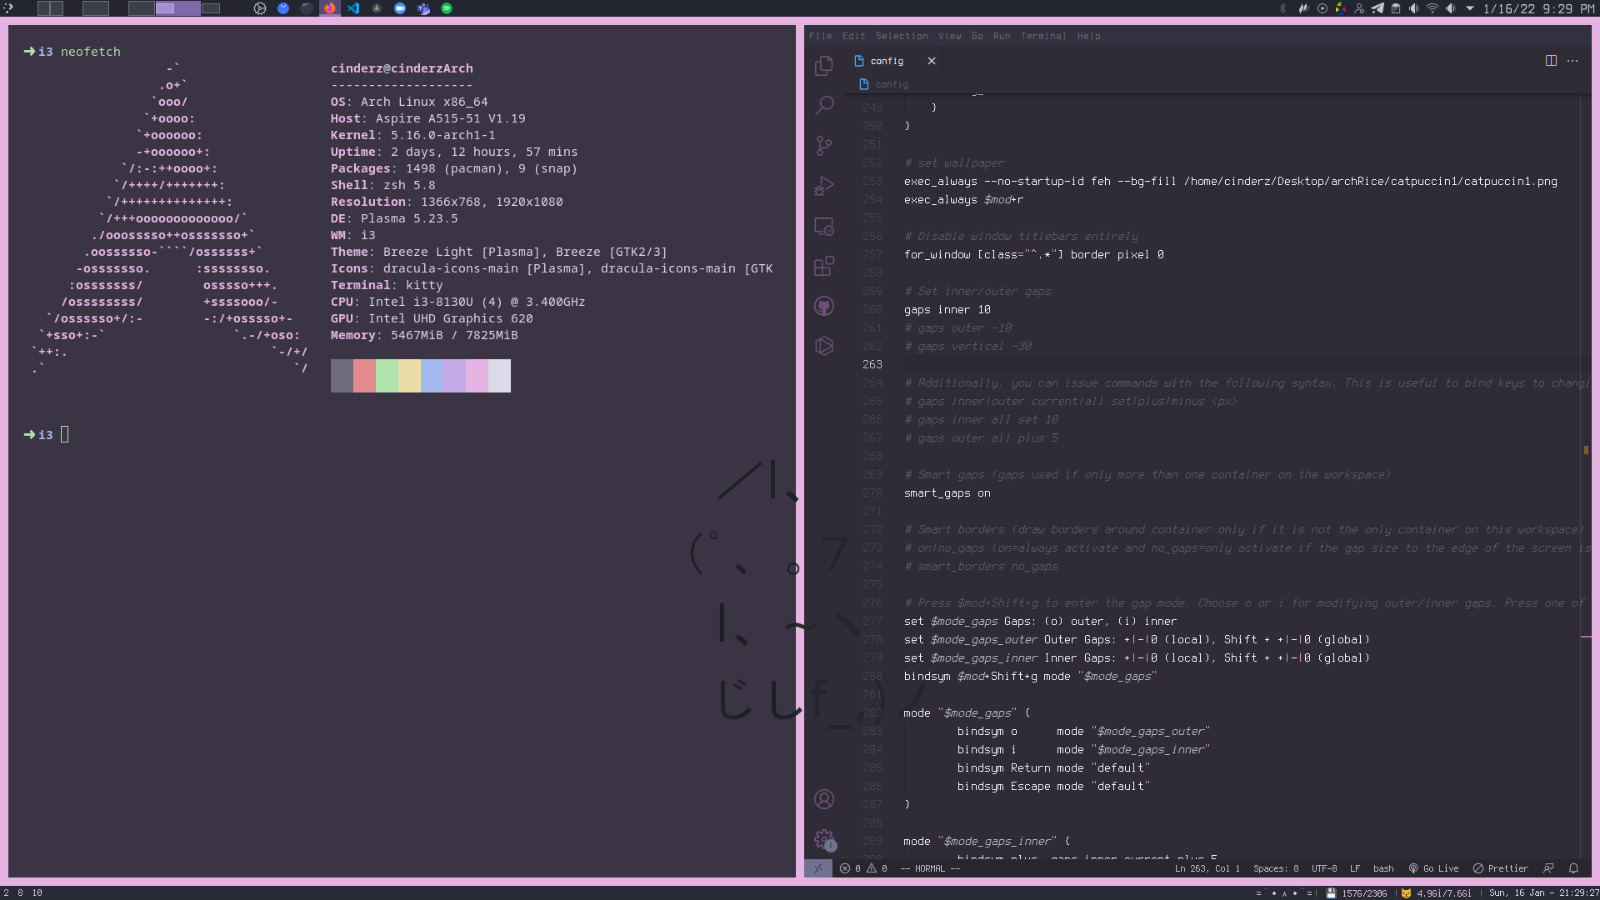 1/16/22 9:29 PM
➜ i3 neofetch
cinderz@cinderzArch
-------------------
OS: Arch Linux x86_64
Host: Aspire A515-51 V1.19
Kernel: 5.16.0-arch1-1
Uptime: 2 days, 12 hours, 57 mins
Packages: 1498 (pacman), 9 (snap)
Shell: zsh 5.8
Resolution: 1366x768, 1920x1080
DE: Plasma 5.23.5
WM: i3
Theme: Breeze Light [Plasma], Breeze [GTK2/3]
Icons: dracula-icons-main [Plasma], dracula-icons-main [GTK
Terminal: kitty
CPU: Intel i3-8130U (4) @ 3.400GHz
GPU: Intel UHD Graphics 620
Memory: 5467MiB / 7825MiB
➜ i3
File Edit Selection View Go Run Terminal Help
config
config
249 }
250 }
251
252 # set wallpaper
253 exec_always --no-startup-id feh --bg-fill /home/cinderz/Desktop/archRice/catpuccin1/catpuccin1.png
254 exec_always $mod+r
255
256 # Disable window titlebars entirely
257 for_window [class="^.*"] border pixel 0
258
259 # Set inner/outer gaps
260 gaps inner 10
261 # gaps outer -10
262 # gaps vertical -30
263
264 # Additionally, you can issue commands with the following syntax. This is useful to bind keys to changi
265 # gaps inner|outer current|all set|plus|minus <px>
266 # gaps inner all set 10
267 # gaps outer all plus 5
268
269 # Smart gaps (gaps used if only more than one container on the workspace)
270 smart_gaps on
271
272 # Smart borders (draw borders around container only if it is not the only container on this workspace)
273 # on|no_gaps (on=always activate and no_gaps=only activate if the gap size to the edge of the screen is
274 # smart_borders no_gaps
275
276 # Press $mod+Shift+g to enter the gap mode. Choose o or i for modifying outer/inner gaps. Press one of
277 set $mode_gaps Gaps: (o) outer, (i) inner
278 set $mode_gaps_outer Outer Gaps: +|-|0 (local), Shift + +|-|0 (global)
279 set $mode_gaps_inner Inner Gaps: +|-|0 (local), Shift + +|-|0 (global)
280 bindsym $mod+Shift+g mode "$mode_gaps"
281
282 mode "$mode_gaps" {
283 bindsym o mode "$mode_gaps_outer"
284 bindsym i mode "$mode_gaps_inner"
285 bindsym Return mode "default"
286 bindsym Escape mode "default"
287 }
288
289 mode "$mode_gaps_inner" {
0 0 -- NORMAL -- Ln 263, Col 1 Spaces: 8 UTF-8 LF bash Go Live Prettier
2 8 10
157G/230G | 4.9Gi/7.6Gi | Sun, 16 Jan - 21:29:27